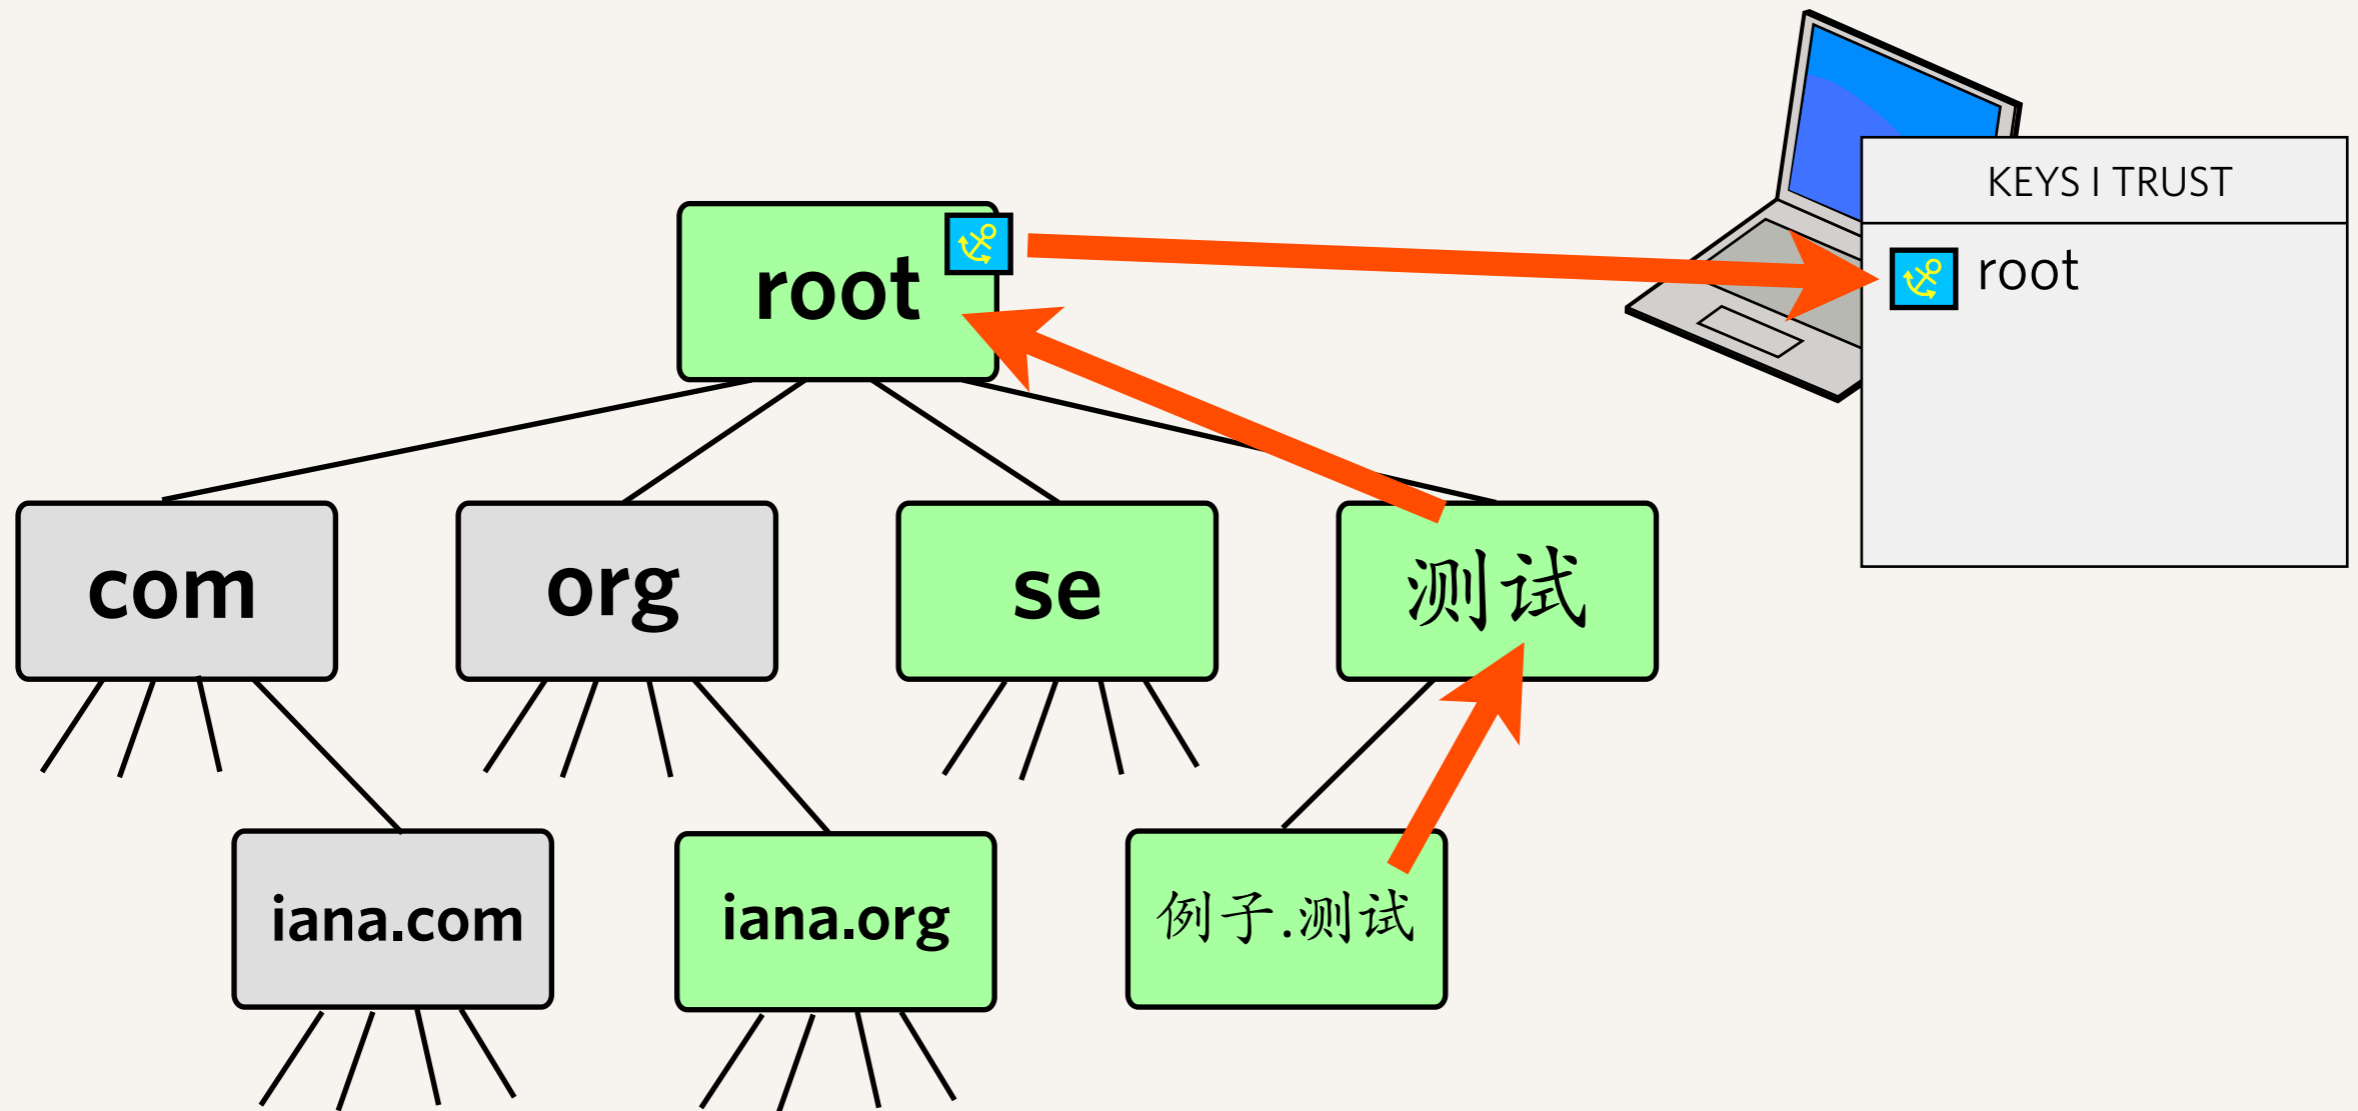 KEYS I TRUST
root
root
com
org
se
测试
iana.com
iana.org
例子.测试